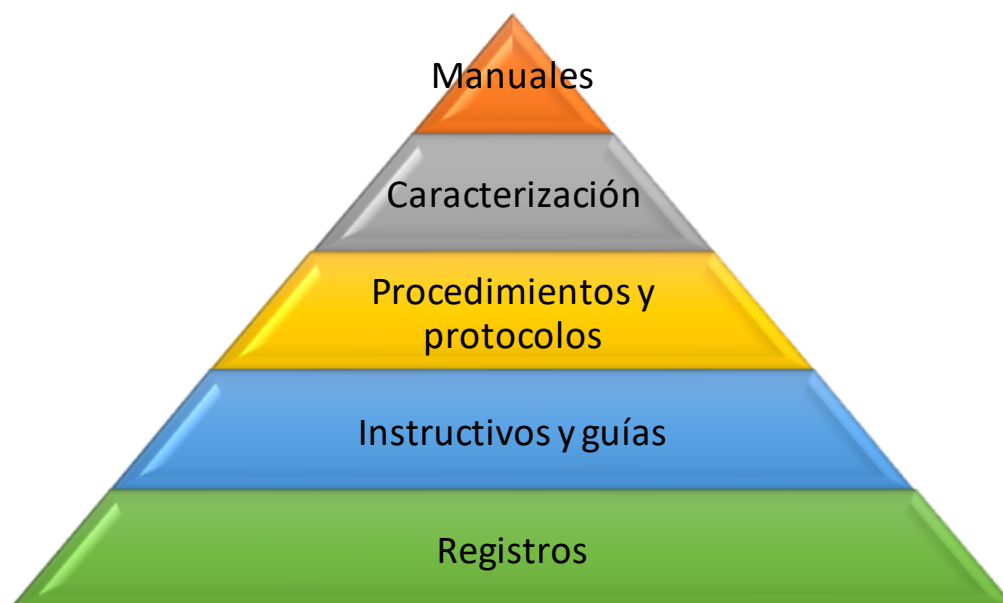 Manuales
Caracterización
Procedimientos y
protocolos
Instructivos y guías
Registros